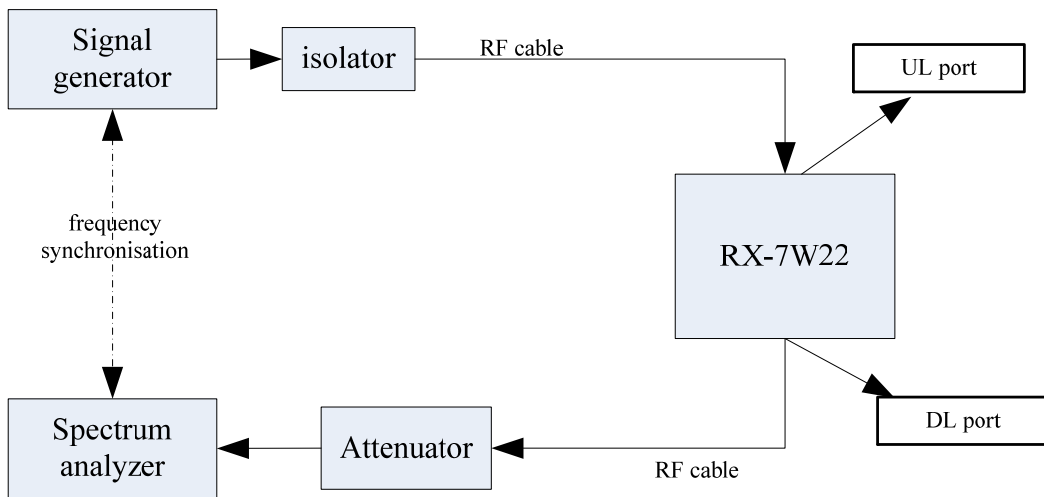 Signal
generator
isolator
RF cable
UL port
frequency
synchronisation
RX-7W22
Spectrum
analyzer
Attenuator
RF cable
DL port